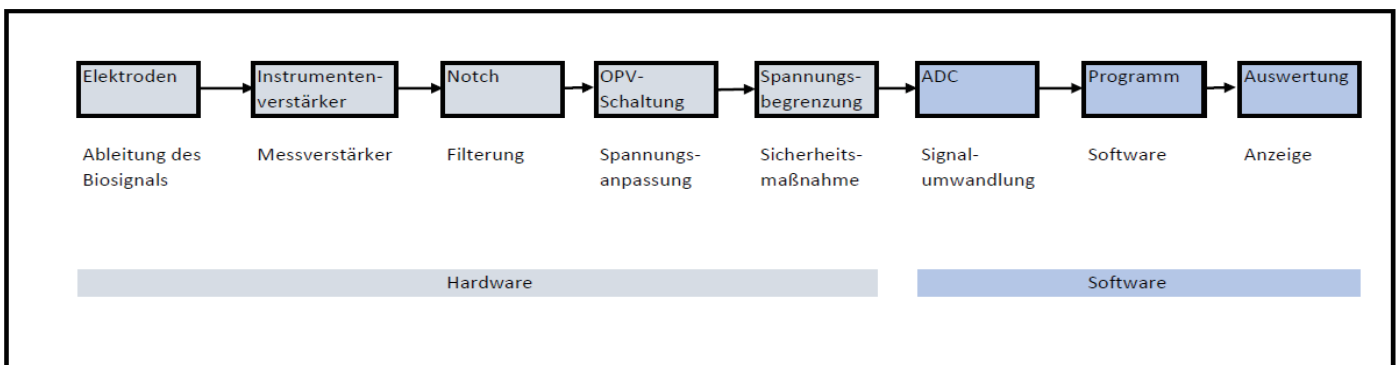 Elektroden
Instrumenten-
verstärker
Notch
OPV-
Schaltung
Spannungs-
begrenzung
ADC
Programm
Auswertung
Ableitung des
Biosignals
Messverstärker
Filterung
Spannungs-
anpassung
Sicherheits-
maßnahme
Signal-
umwandlung
Software
Anzeige
Hardware
Software